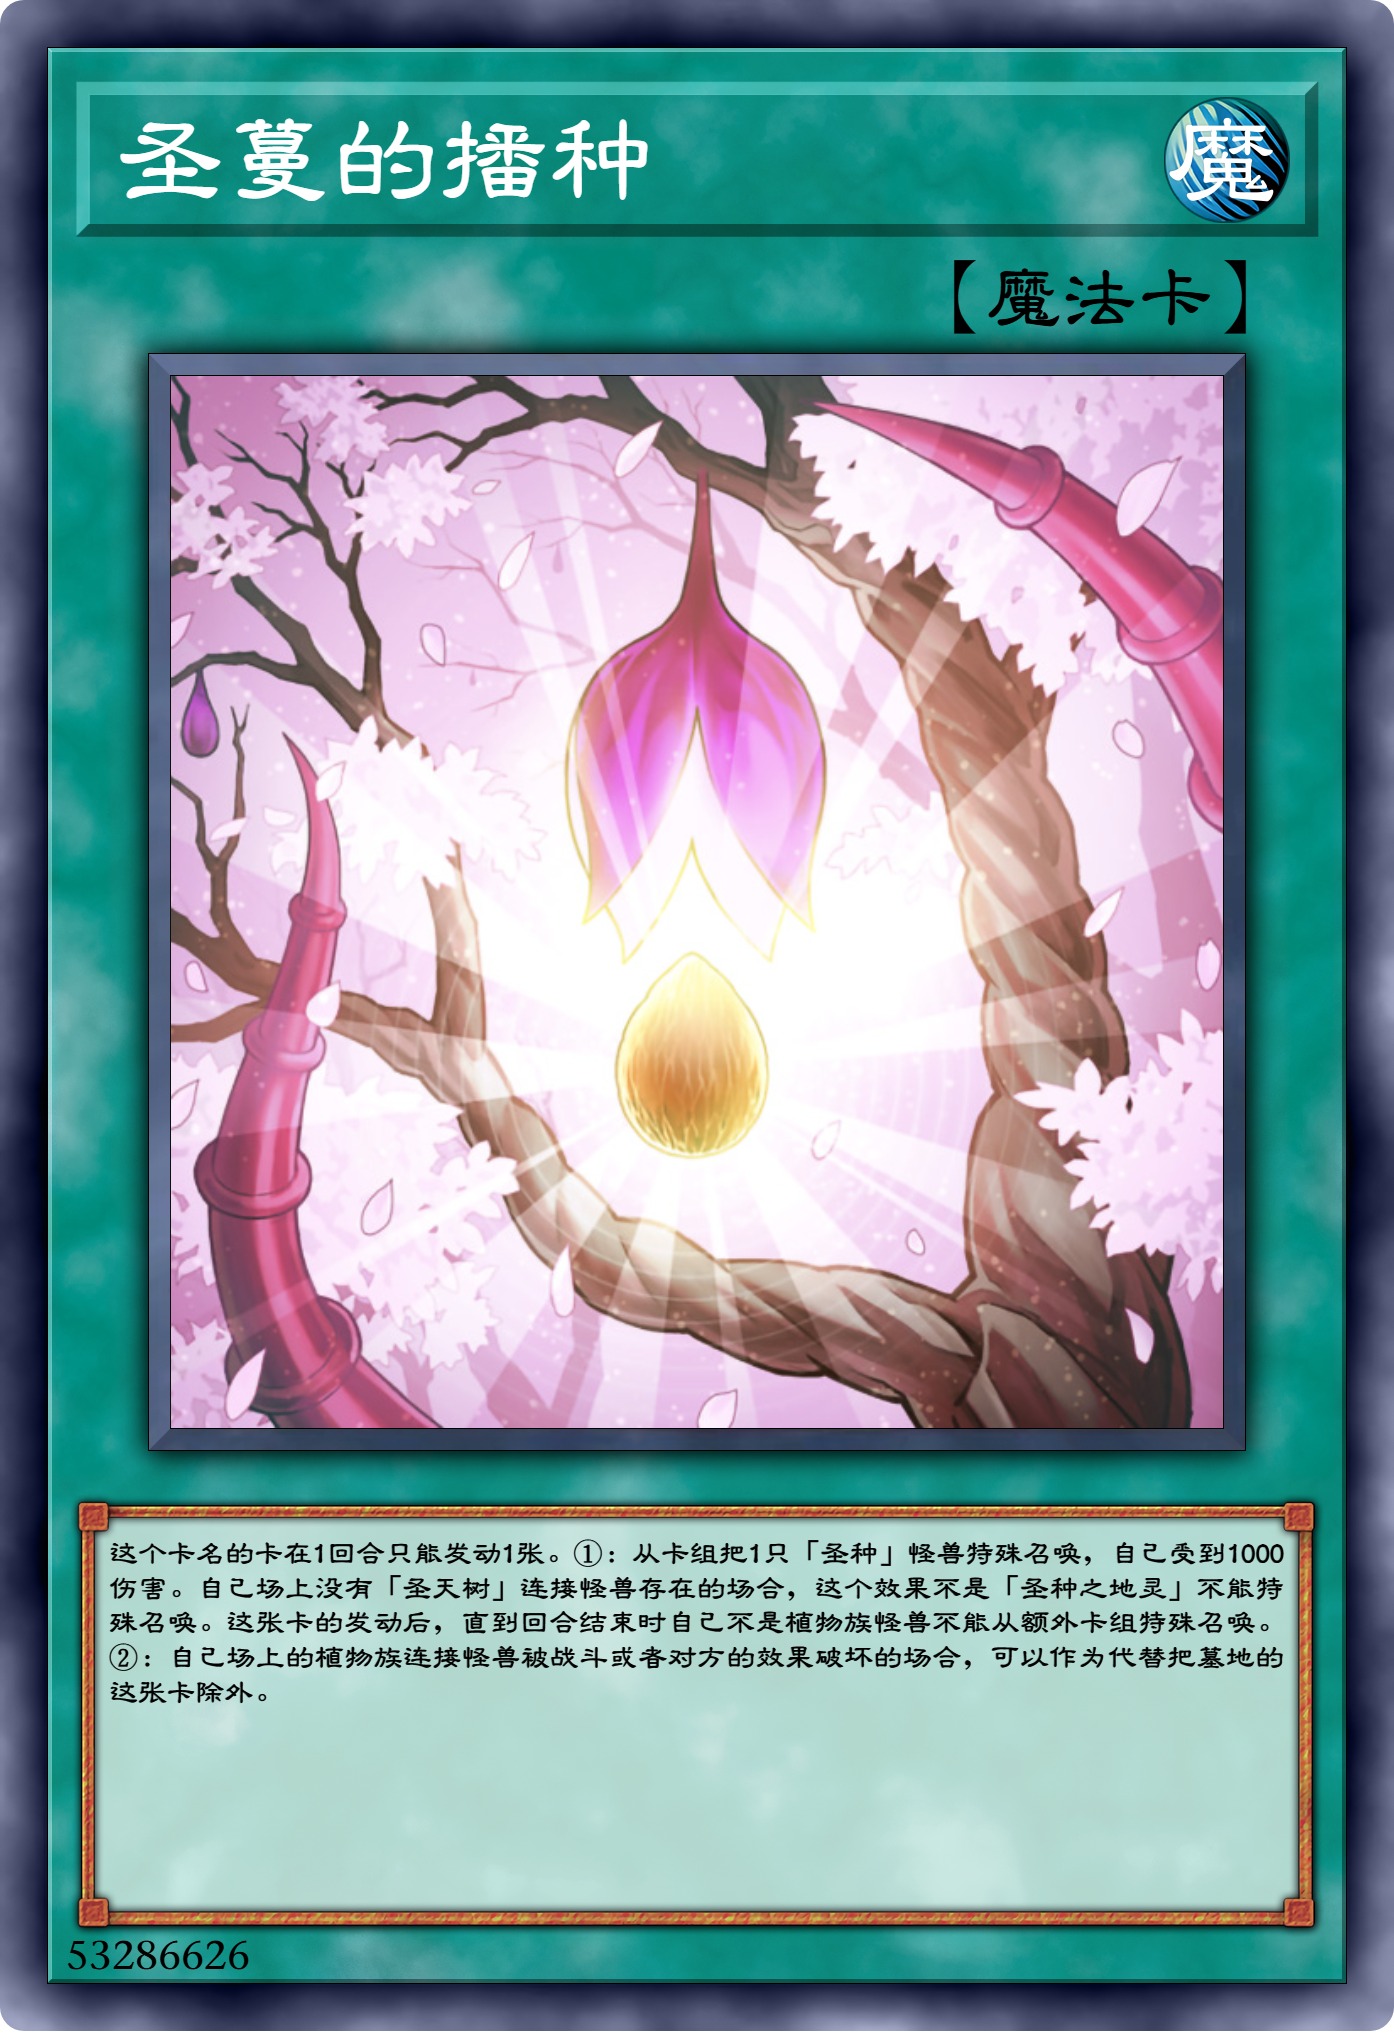 圣蔓的播种
魔
【魔法卡】
这个卡名的卡在1回合只能发动1张。①：从卡组把1只「圣种」怪兽特殊召唤，自己受到1000
伤害。自己场上没有「圣天树」连接怪兽存在的场合，这个效果不是「圣种之地灵」不能特
殊召唤。这张卡的发动后，直到回合结束时自己不是植物族怪兽不能从额外卡组特殊召唤。
②：自己场上的植物族连接怪兽被战斗或者对方的效果破坏的场合，可以作为代替把墓地的
这张卡除外。
53286626